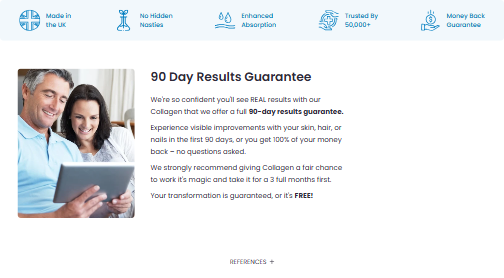 Made in
the UK
No Hidden
Nasties
Enhanced
Absorption
Trusted By
50,000+
Money Back
Guarantee
90 Day Results Guarantee
We're so confident you'll see REAL results with our
Collagen that we offer a full 90-day results guarantee.
Experience visible improvements with your skin, hair, or
nails in the first 90 days, or you get 100% of your money
back – no questions asked.
We strongly recommend giving Collagen a fair chance
to work it's magic and take it for a 3 full months first.
Your transformation is guaranteed, or it's FREE!
REFERENCES +